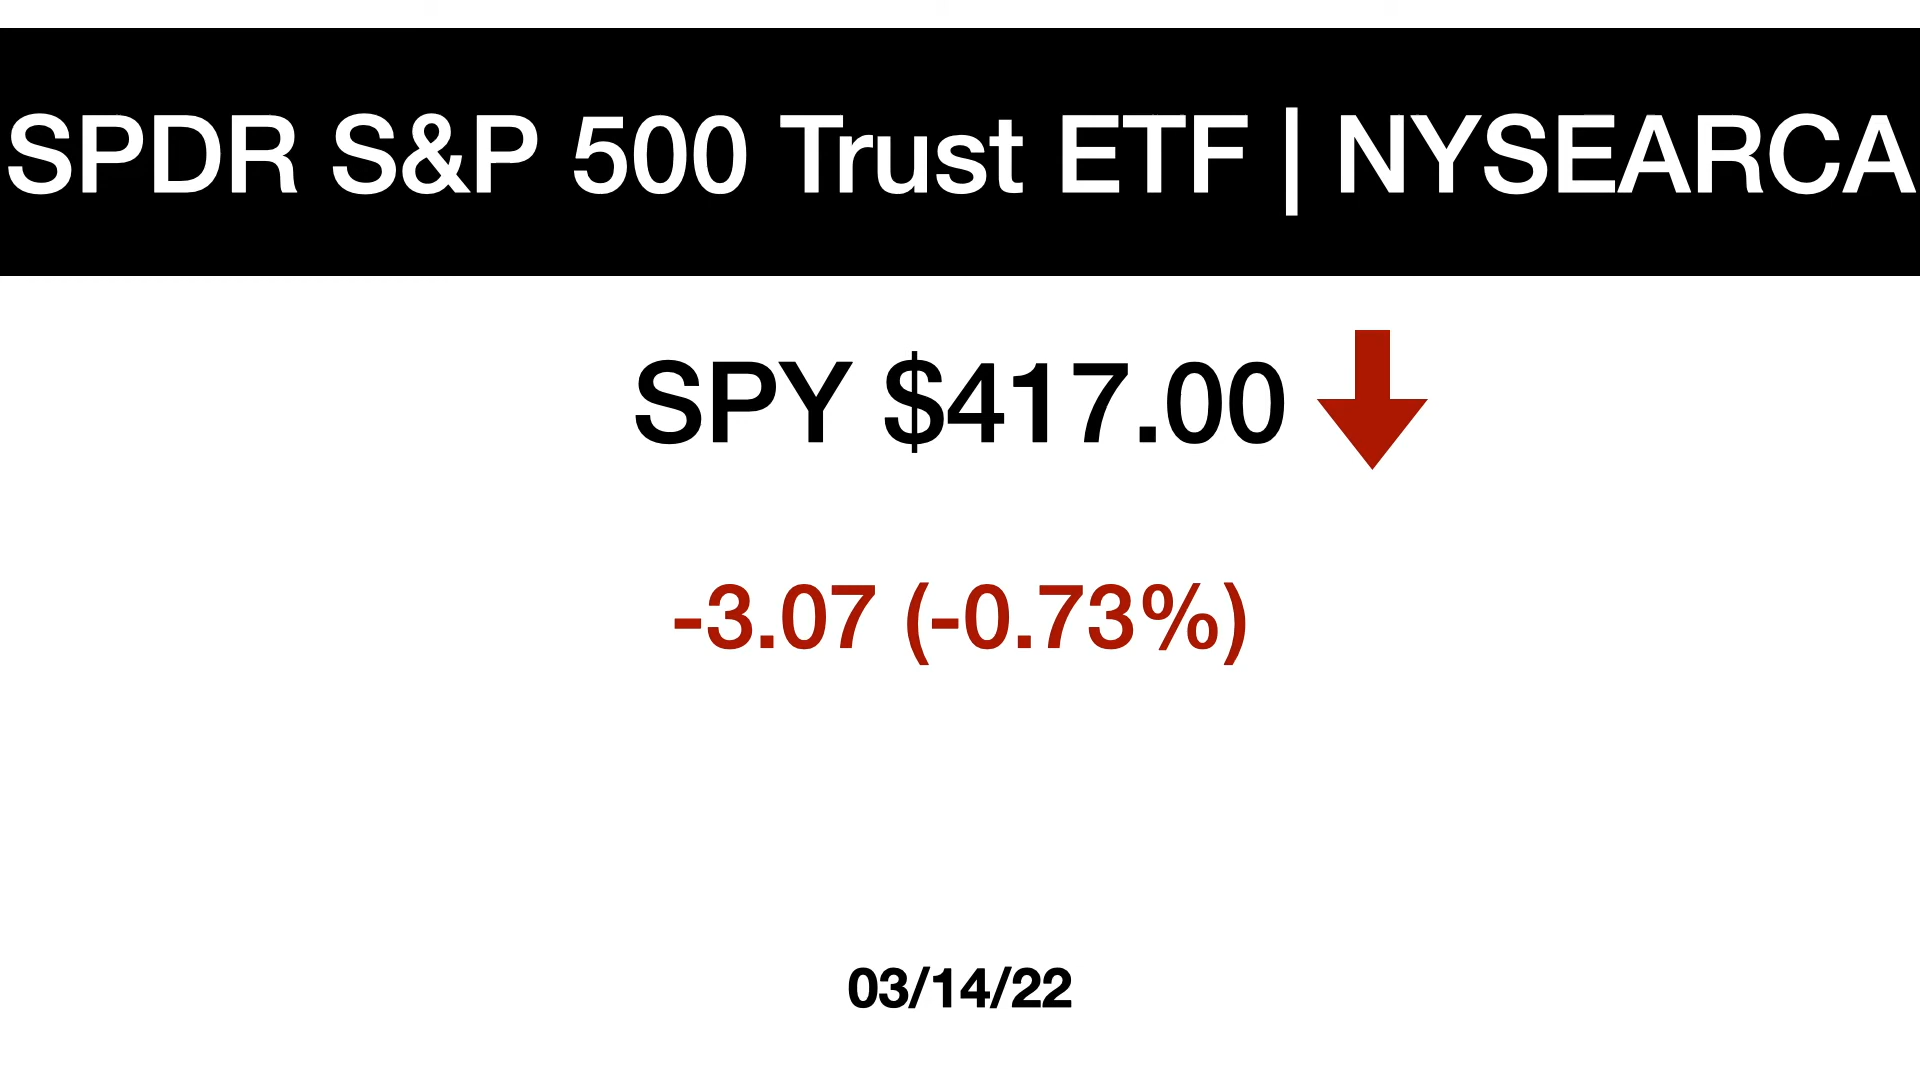 SPDR S&P 500 Trust ETF | NYSEARCA
SPY $417.00
-3.07 (-0.73%)
03/14/22